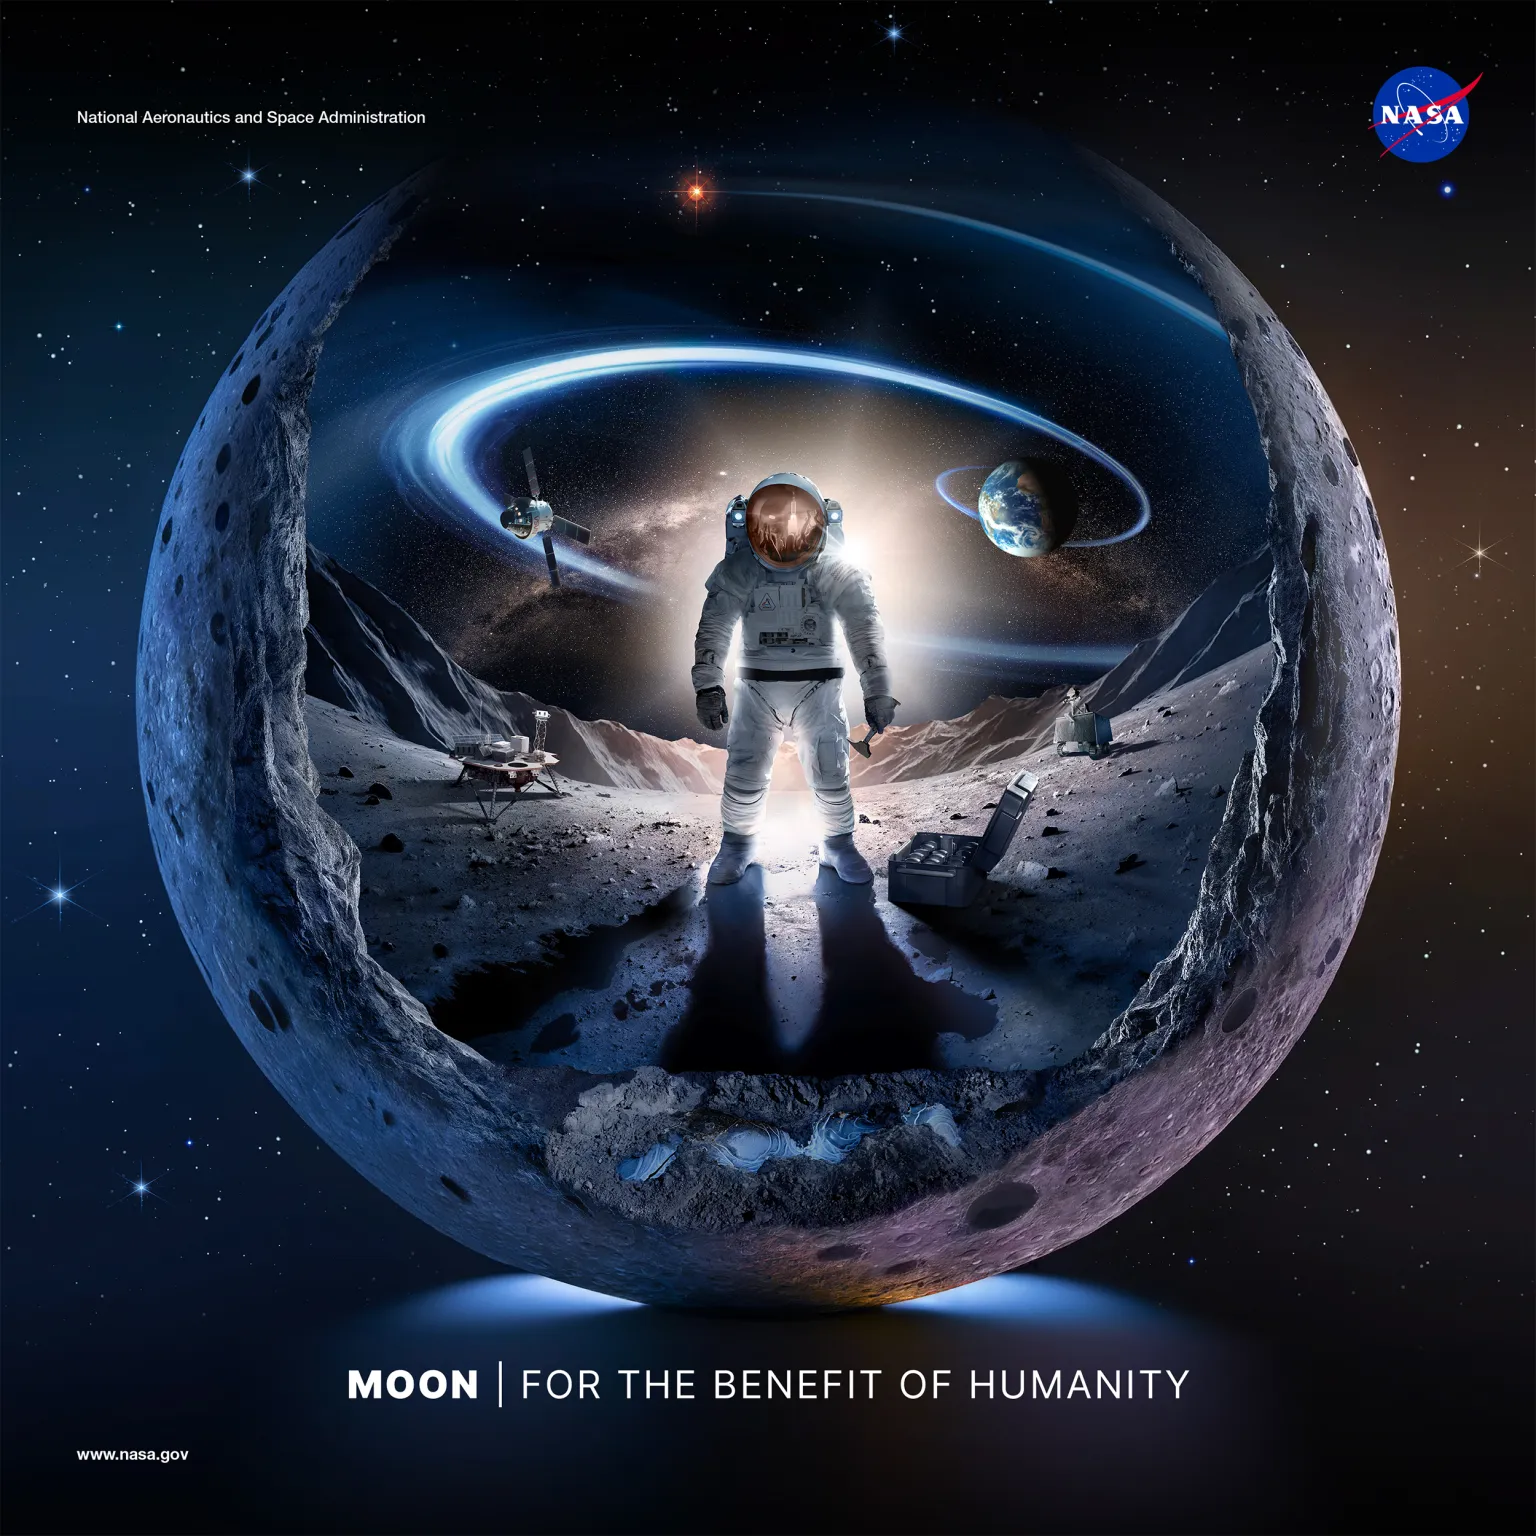 National Aeronautics and Space Administration
NASA
MOON | FOR THE BENEFIT OF HUMANITY
www.nasa.gov